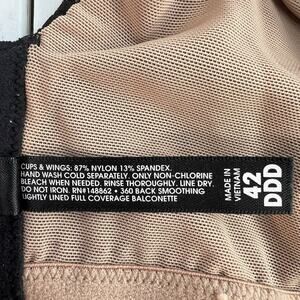 CUPS & WINGS: 87% NYLON 13% SPANDEX.
HAND WASH COLD SEPARATELY. ONLY NON-CHLORINE
BLEACH WHEN NEEDED. RINSE THOROUGHLY. LINE DRY.
DO NOT IRON. RN#148862 • 360 BACK SMOOTHING
LIGHTLY LINED FULL COVERAGE BALCONETTE
MADE IN
VIETNAM
42
DDD